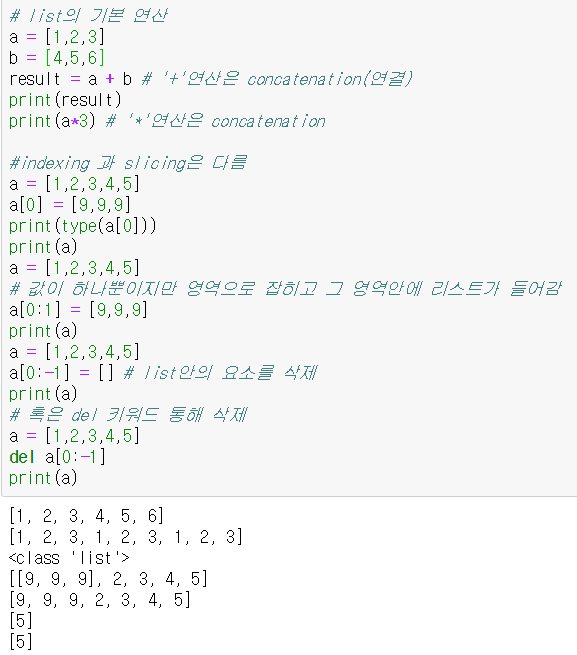 # list의 기본 연산
a = [1,2,3]
b = [4,5,6]
result = a + b # '+'연산은 concatenation(연결)
print(result)
print(a*3) # '*'연산은 concatenation
#indexing 과 slicing은 다름
a = [1,2,3,4,5]
a[0] = [9,9,9]
print(type(a[0]))
print(a)
a = [1,2,3,4,5]
# 값이 하나뿐이지만 영역으로 잡히고 그 영역안에 리스트가 들어감
a[0:1] = [9,9,9]
print(a)
a = [1,2,3,4,5]
a[0:-1] = [] # list안의 요소를 삭제
print(a)
# 혹은 del 키워드 통해 삭제
a = [1,2,3,4,5]
del a[0:-1]
print(a)
[1, 2, 3, 4, 5, 6]
[1, 2, 3, 1, 2, 3, 1, 2, 3]
<class 'list'>
[[9, 9, 9], 2, 3, 4, 5]
[9, 9, 9, 2, 3, 4, 5]
[5]
[5]